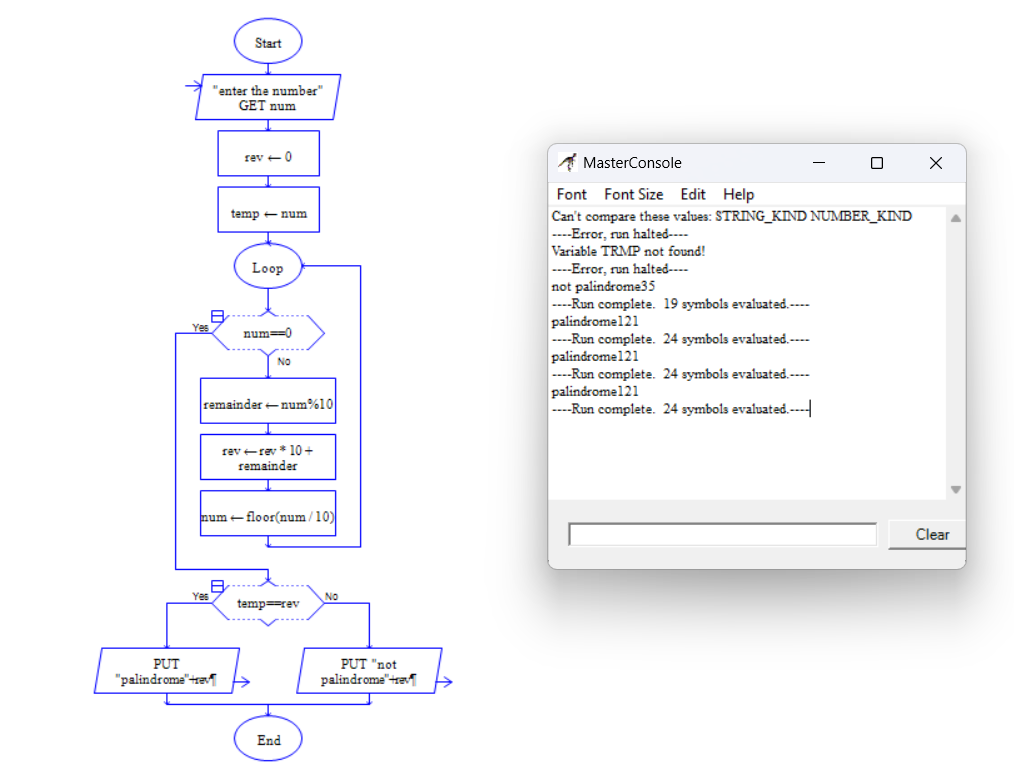 Start
"enter the number"
GET num
rev ← 0
temp ← num
Loop
Yes
num==0
No
remainder ← num%10
rev ← rev * 10 +
remainder
num ← floor(num / 10)
Yes
temp==rev
No
PUT
"palindrome"+rev¶
PUT "not
palindrome"+rev¶
End
MasterConsole
Font Font Size Edit Help
Can't compare these values: STRING_KIND NUMBER_KIND
----Error, run halted----
Variable TRMP not found!
----Error, run halted----
not palindrome35
----Run complete.  19 symbols evaluated.----
palindrome121
----Run complete.  24 symbols evaluated.----
palindrome121
----Run complete.  24 symbols evaluated.----
palindrome121
----Run complete.  24 symbols evaluated.----
Clear